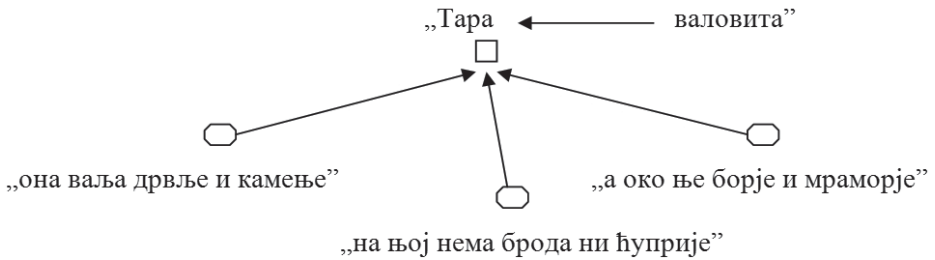 „Тара валовита”
„она ваља дрвље и камење” „а око ње борје и мраморје”
„на њој нема брода ни ћуприје”